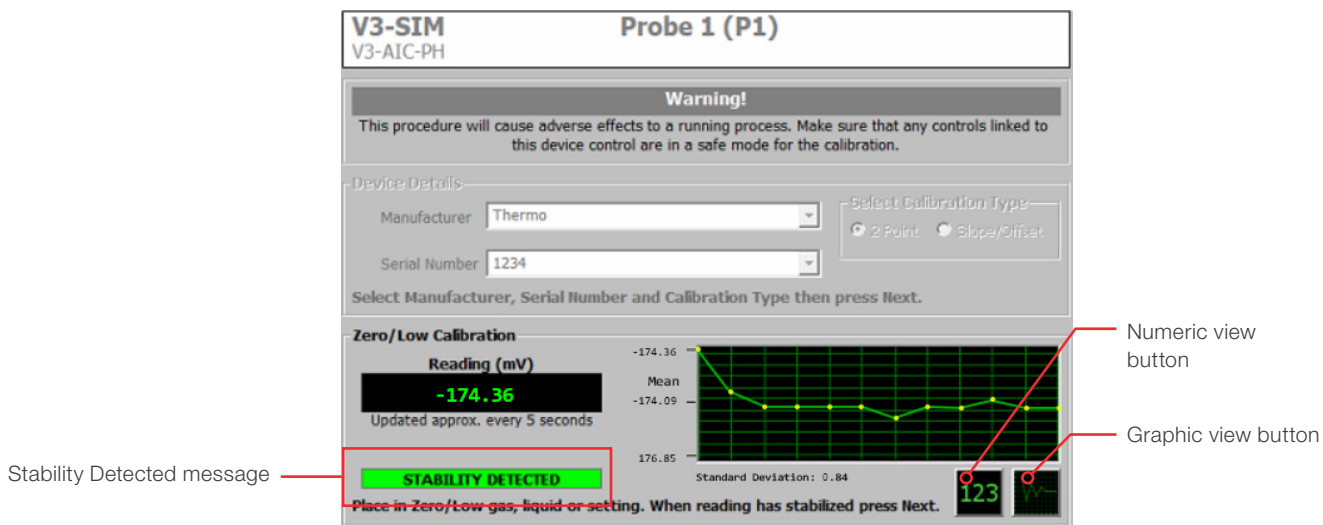 V3-SIM Probe 1 (P1)
V3-AIC-PH
Warning!
This procedure will cause adverse effects to a running process. Make sure that any controls linked to
this device control are in a safe mode for the calibration.
Device Details
Manufacturer Thermo
Select Calibration Type
2 Point Slope/Offset
Serial Number 1234
Select Manufacturer, Serial Number and Calibration Type then press Next.
Zero/Low Calibration
Reading (mV)
-174.36
Updated approx. every 5 seconds
-174.36
Mean
-174.09
176.85
Standard Deviation: 0.84
STABILITY DETECTED
123
Place in Zero/Low gas, liquid or setting. When reading has stabilized press Next.
Numeric view
button
Graphic view button
Stability Detected message